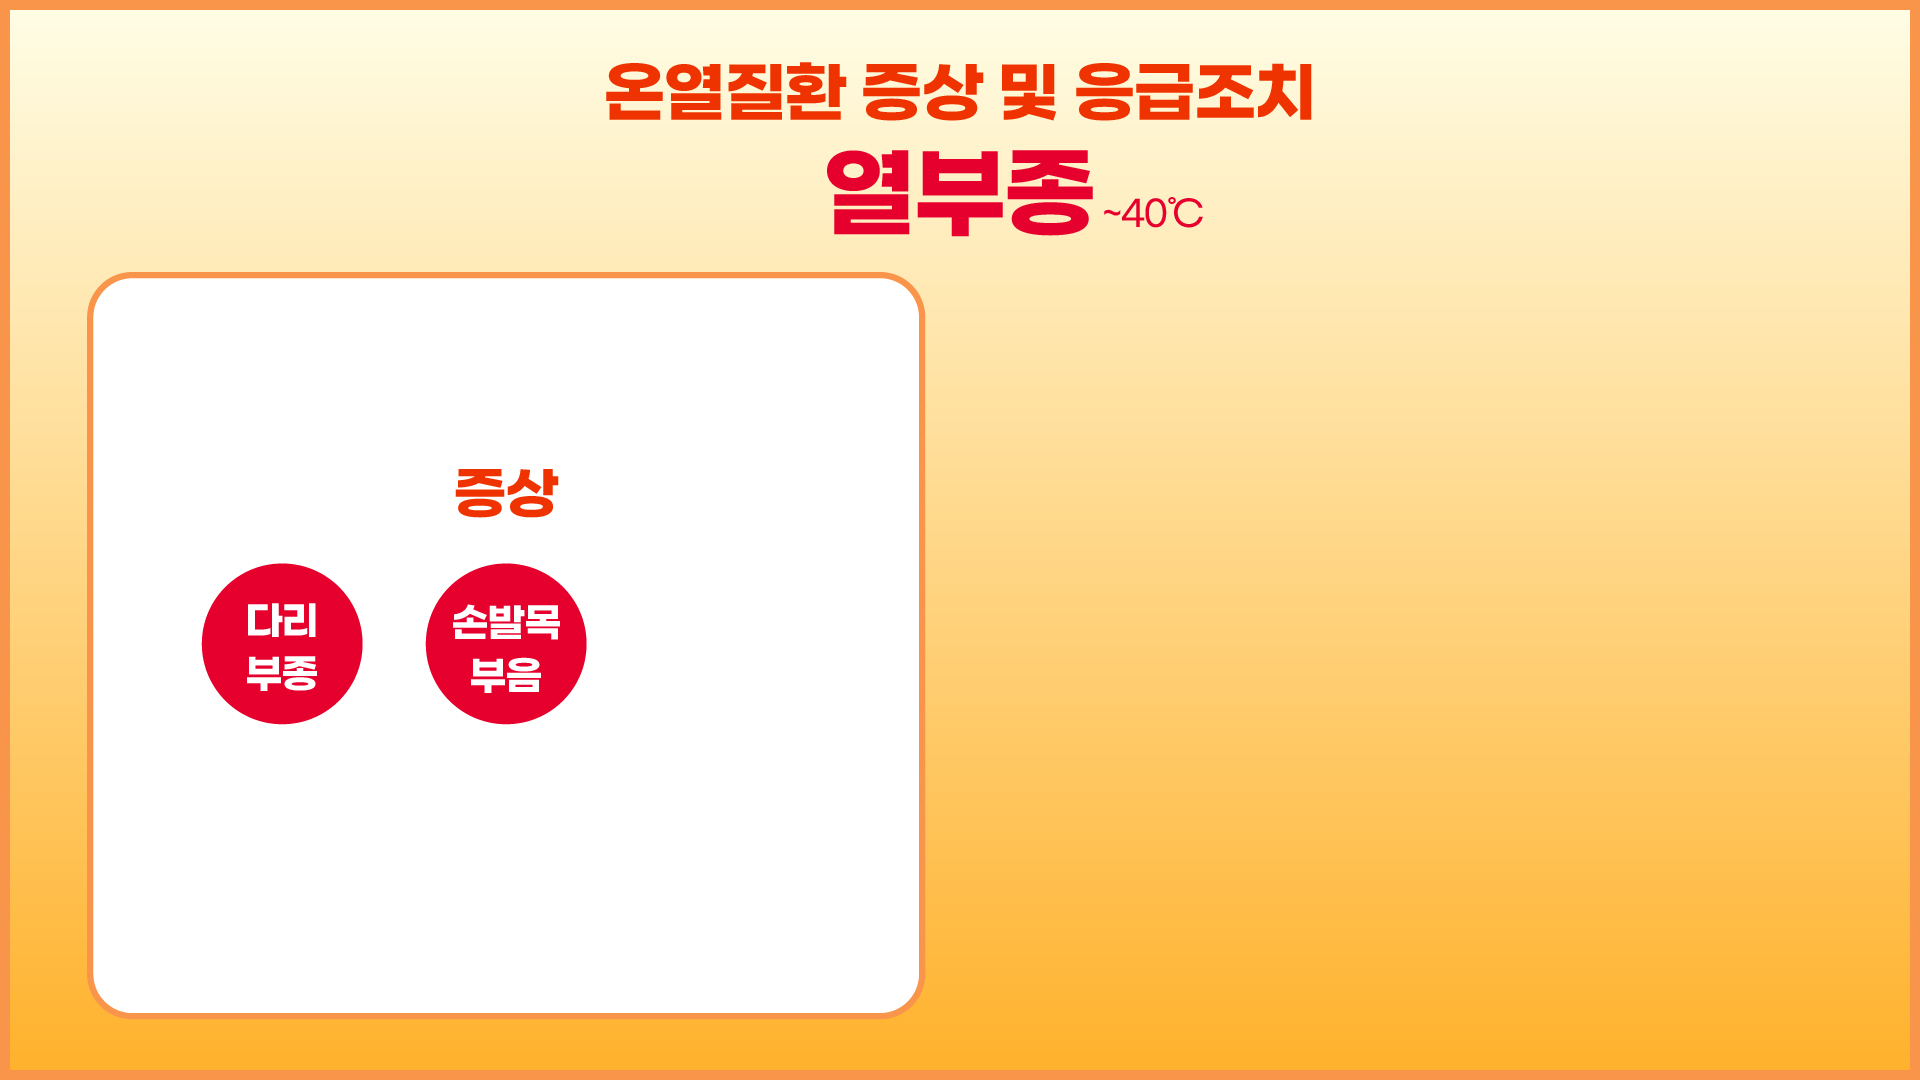 온열질환 증상 및 응급조치
열부종 ~40℃
증상
다리
부종
손발목
부음